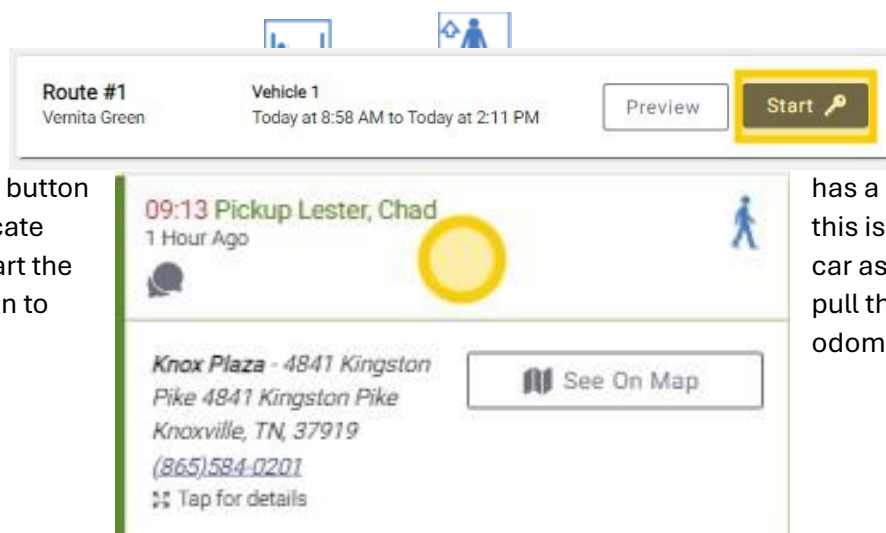 Route #1
Vernita Green
Vehicle 1
Today at 8:58 AM to Today at 2:11 PM
Preview
Start
button
cate
art the
n to
09:13 Pickup Lester, Chad
1 Hour Ago
Knox Plaza - 4841 Kingston
Pike 4841 Kingston Pike
Knoxville, TN, 37919
(865)584-0201
Tap for details
See On Map
has a
this is
car as
pull th
odom